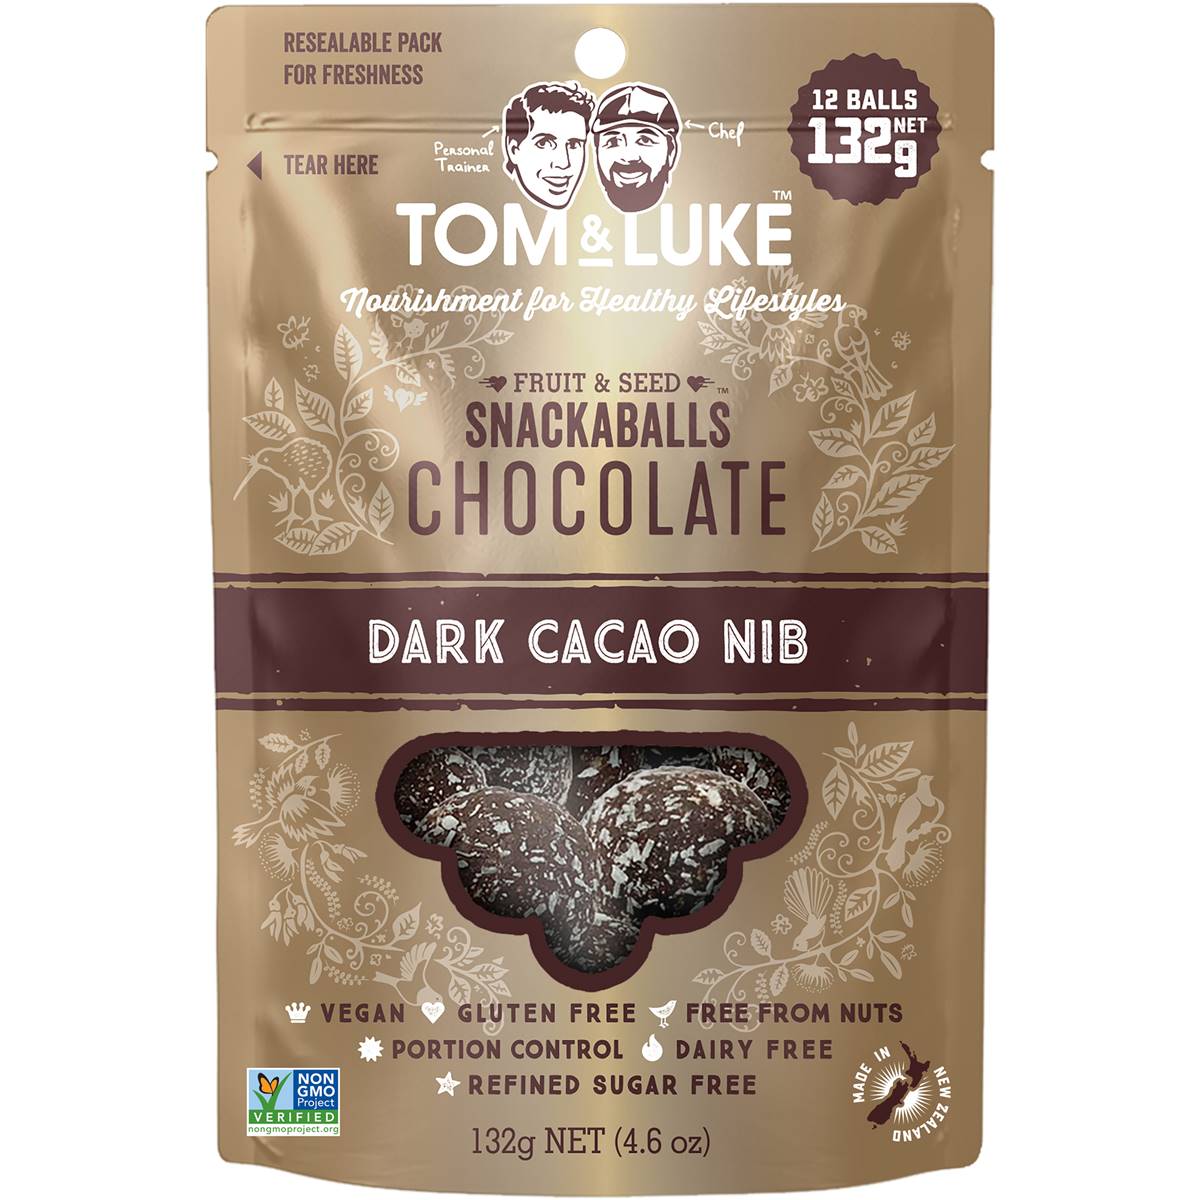 RESEALABLE PACK
FOR FRESHNESS
TEAR HERE
Personal
Trainer
Chef
12 BALLS
132g NET
TOM & LUKE™
Nourishment for Healthy Lifestyles
FRUIT & SEED
SNACKABALLS™
CHOCOLATE
DARK CACAO NIB
VEGAN GLUTEN FREE FREE FROM NUTS
PORTION CONTROL DAIRY FREE
REFINED SUGAR FREE
NON
GMO
Project
VERIFIED
nongmoproject.org
MADE IN
NEW ZEALAND
132g NET (4.6 oz)